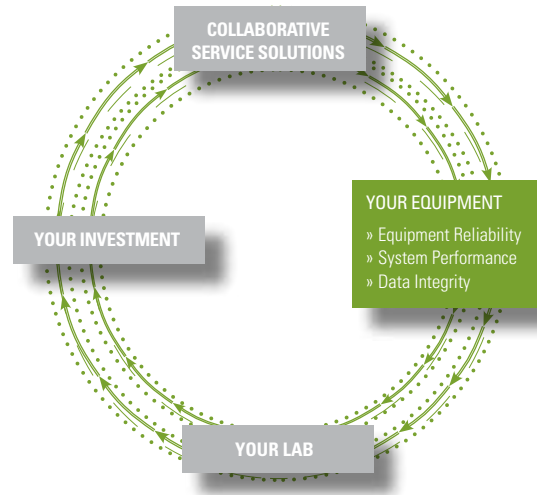 COLLABORATIVE
SERVICE SOLUTIONS
YOUR EQUIPMENT
» Equipment Reliability
» System Performance
» Data Integrity
YOUR INVESTMENT
YOUR LAB